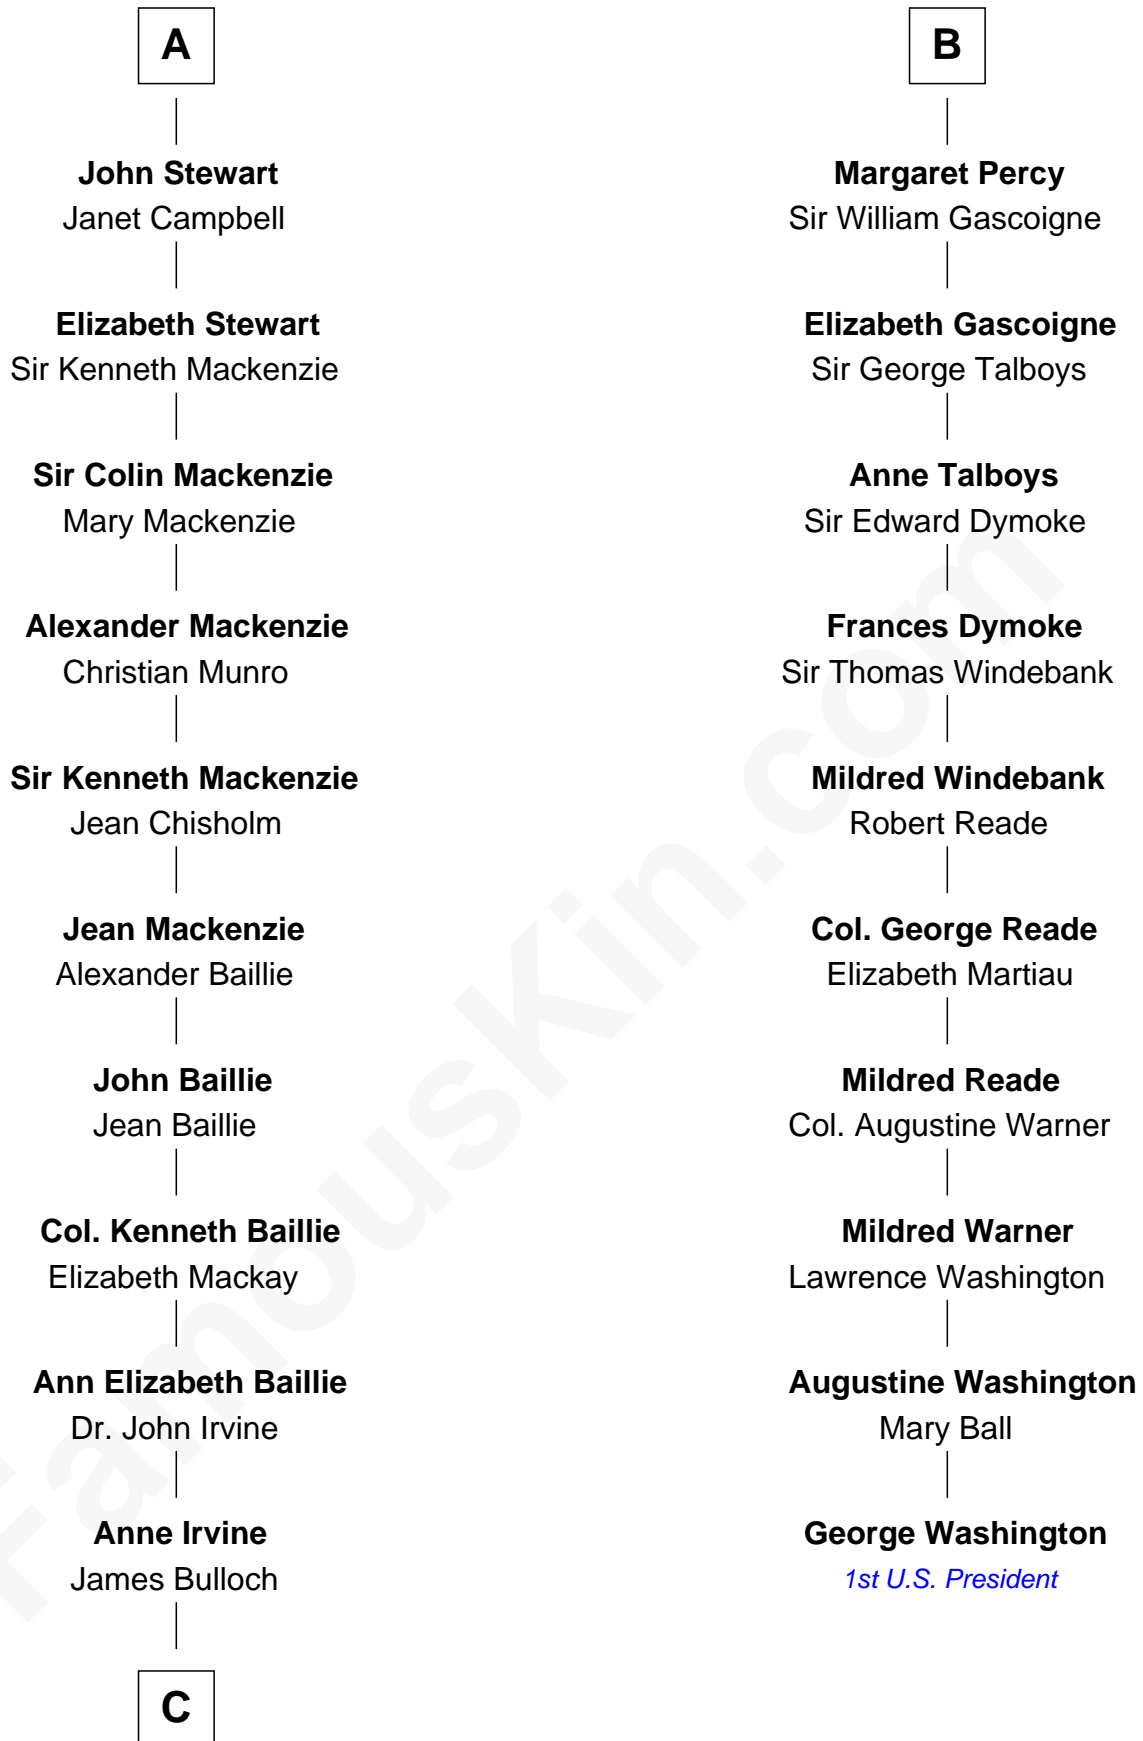 A
John Stewart
Janet Campbell
Elizabeth Stewart
Sir Kenneth Mackenzie
Sir Colin Mackenzie
Mary Mackenzie
Alexander Mackenzie
Christian Munro
Sir Kenneth Mackenzie
Jean Chisholm
Jean Mackenzie
Alexander Baillie
John Baillie
Jean Baillie
Col. Kenneth Baillie
Elizabeth Mackay
Ann Elizabeth Baillie
Dr. John Irvine
Anne Irvine
James Bulloch
C
B
Margaret Percy
Sir William Gascoigne
Elizabeth Gascoigne
Sir George Talboys
Anne Talboys
Sir Edward Dymoke
Frances Dymoke
Sir Thomas Windebank
Mildred Windebank
Robert Reade
Col. George Reade
Elizabeth Martiau
Mildred Reade
Col. Augustine Warner
Mildred Warner
Lawrence Washington
Augustine Washington
Mary Ball
George Washington
1st U.S. President
FamousKin.com